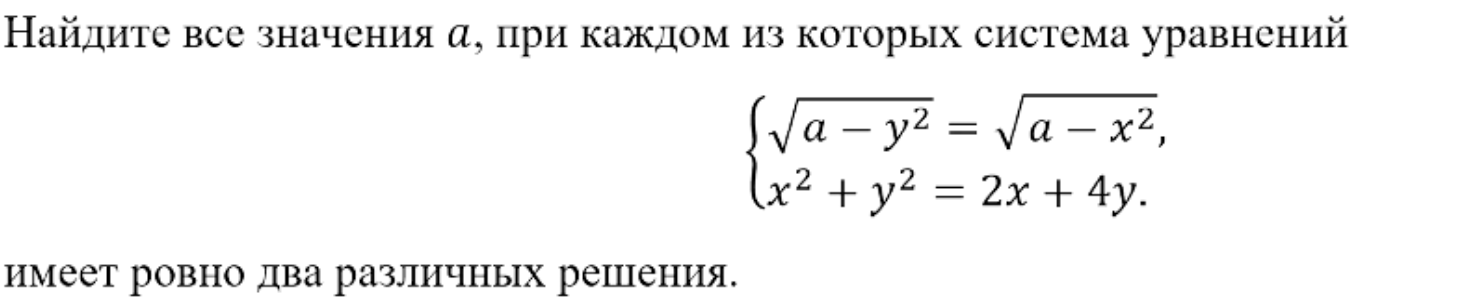 Найдите все значения a, при каждом из которых система уравнений
{√(a − y²) = √(a − x²),
x² + y² = 2x + 4y.
имеет ровно два различных решения.